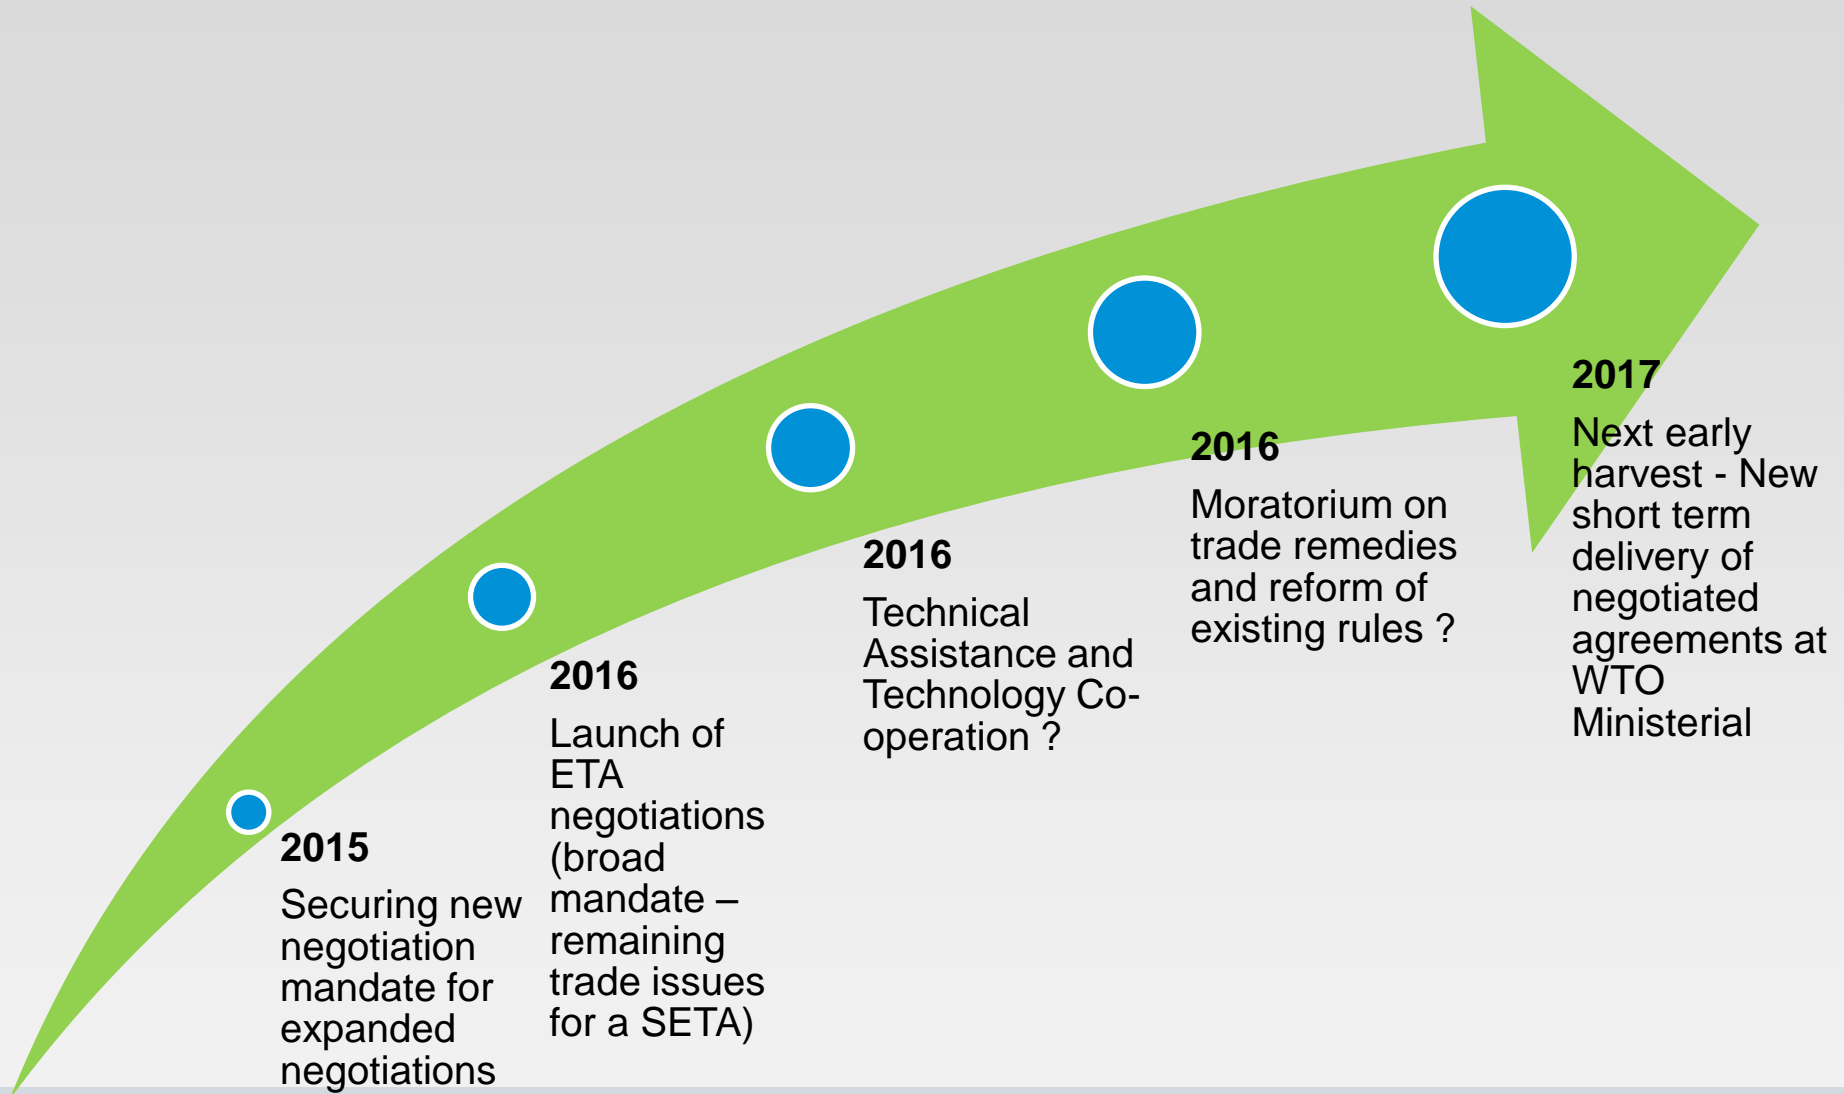 2015
Securing new
negotiation
mandate for
expanded
negotiations
2016
Launch of
ETA
negotiations
(broad
mandate –
remaining
trade issues
for a SETA)
2016
Technical
Assistance and
Technology Co-
operation ?
2016
Moratorium on
trade remedies
and reform of
existing rules ?
2017
Next early
harvest - New
short term
delivery of
negotiated
agreements at
WTO
Ministerial